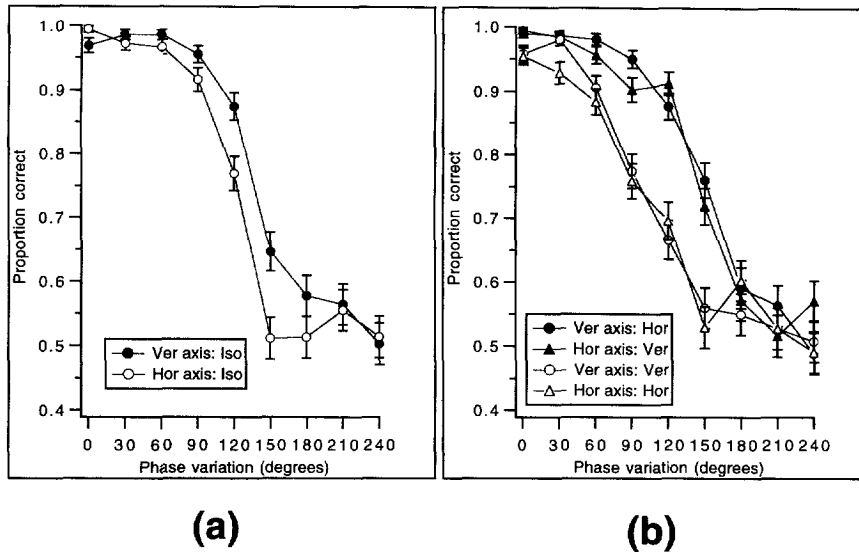 1.0
0.9
0.8
0.7
0.6
0.5
0.4
Proportion correct
Ver axis: Iso
Hor axis: Iso
0 30 60 90 120 150 180 210 240
Phase variation (degrees)
(a)
1.0
0.9
0.8
0.7
0.6
0.5
0.4
Proportion correct
Ver axis: Hor
Hor axis: Ver
Ver axis: Ver
Hor axis: Hor
0 30 60 90 120 150 180 210 240
Phase variation (degrees)
(b)